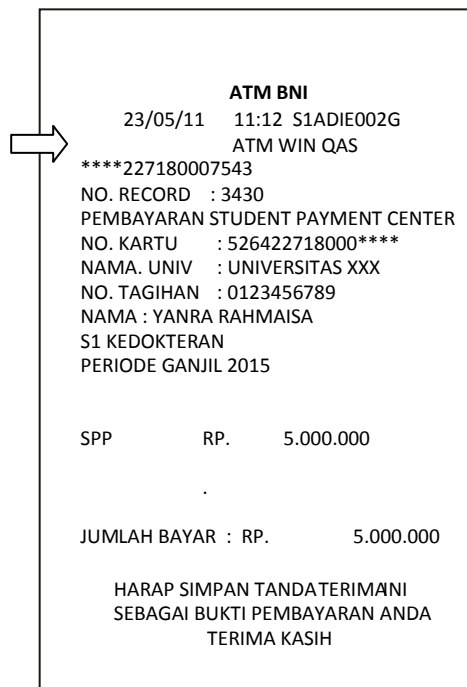 ATM BNI
23/05/11 11:12 S1ADIE002G
ATM WIN QAS
****227180007543
NO. RECORD : 3430
PEMBAYARAN STUDENT PAYMENT CENTER
NO. KARTU : 526422718000****
NAMA. UNIV : UNIVERSITAS XXX
NO. TAGIHAN : 0123456789
NAMA : YANRA RAHMAISA
S1 KEDOKTERAN
PERIODE GANJIL 2015
SPP RP. 5.000.000
.
JUMLAH BAYAR : RP. 5.000.000
HARAP SIMPAN TANDATERIMAINI
SEBAGAI BUKTI PEMBAYARAN ANDA
TERIMA KASIH